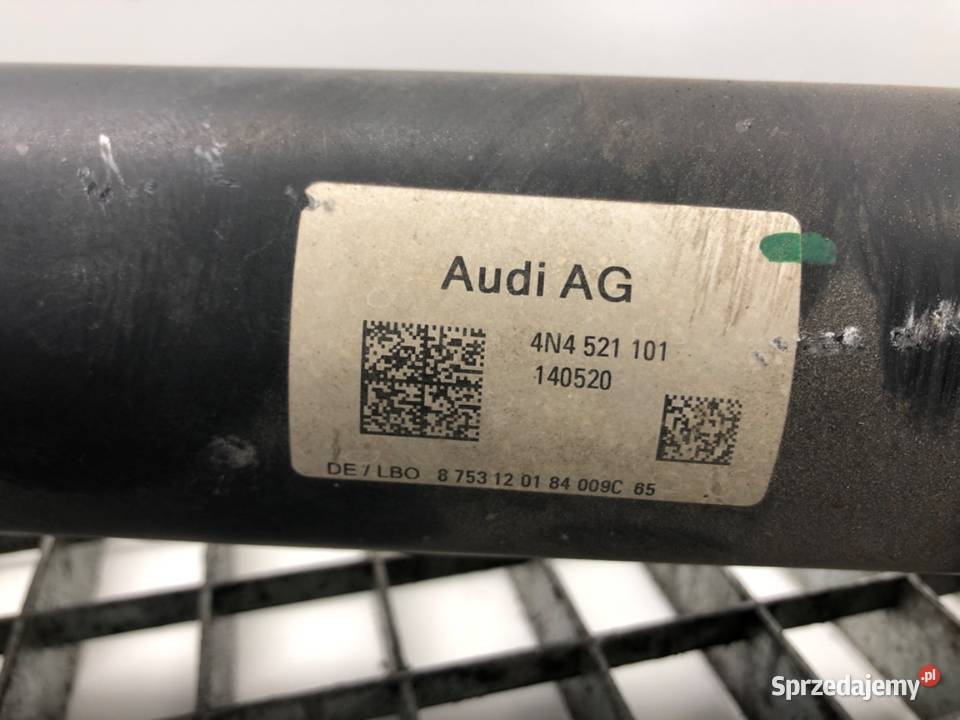 Audi AG
4N4 521 101
140520
DE / LBO 8 753 12 01 84 009C 65
Sprzedajemy.pl